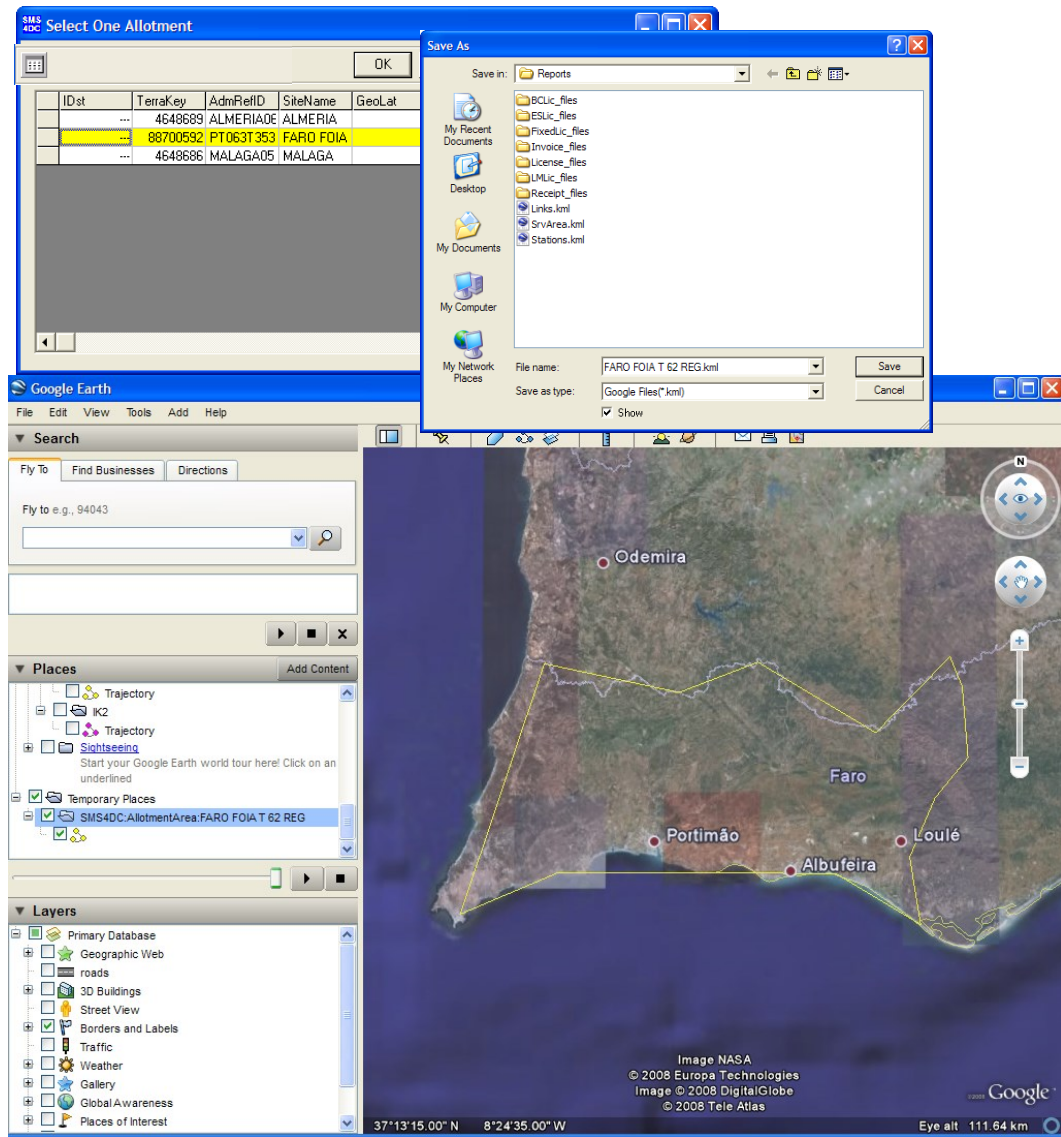 SMS 4DC Select One Allotment
OK
IDst TerraKey AdmRefID SiteName GeoLat
--- 4648689 ALMERIA0E ALMERIA
--- 88700592 PT063T353 FARO FOIA
--- 4648686 MALAGA05 MALAGA
Save As
Save in: Reports
My Recent Documents
Desktop
My Documents
My Computer
My Network Places
BCLic_files
ESLic_files
FixedLic_files
Invoice_files
License_files
LMLic_files
Receipt_files
Links.kml
SrvArea.kml
Stations.kml
File name: FARO FOIA T 62 REG.kml Save
Save as type: Google Files(*.kml) Cancel
Show
Google Earth
File Edit View Tools Add Help
Search
Fly To Find Businesses Directions
Fly to e.g., 94043
Places Add Content
Trajectory
IK2
Trajectory
Sightseeing
Start your Google Earth world tour here! Click on an
underlined
Temporary Places
SMS4DC:AllotmentArea:FARO FOIA T 62 REG
Layers
Primary Database
Geographic Web
roads
3D Buildings
Street View
Borders and Labels
Traffic
Weather
Gallery
Global Awareness
Places of Interest
N
Odemira
Faro
Portimão
Loulé
Albufeira
Image NASA
© 2008 Europa Technologies
Image © 2008 DigitalGlobe
© 2008 Tele Atlas
©2008 Google
37°13'15.00" N 8°24'35.00" W Eye alt 111.64 km